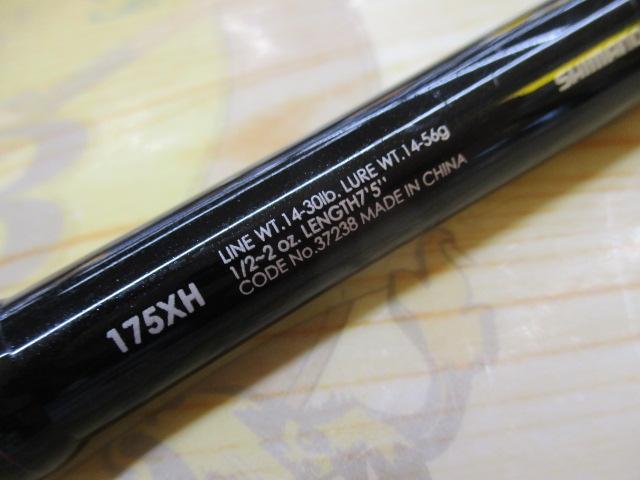 SHIMANO
LINE WT.14-30lb. LURE WT.14-56g
1/2~2 oz. LENGTH7'5"
175XH CODE No.37238 MADE IN CHINA